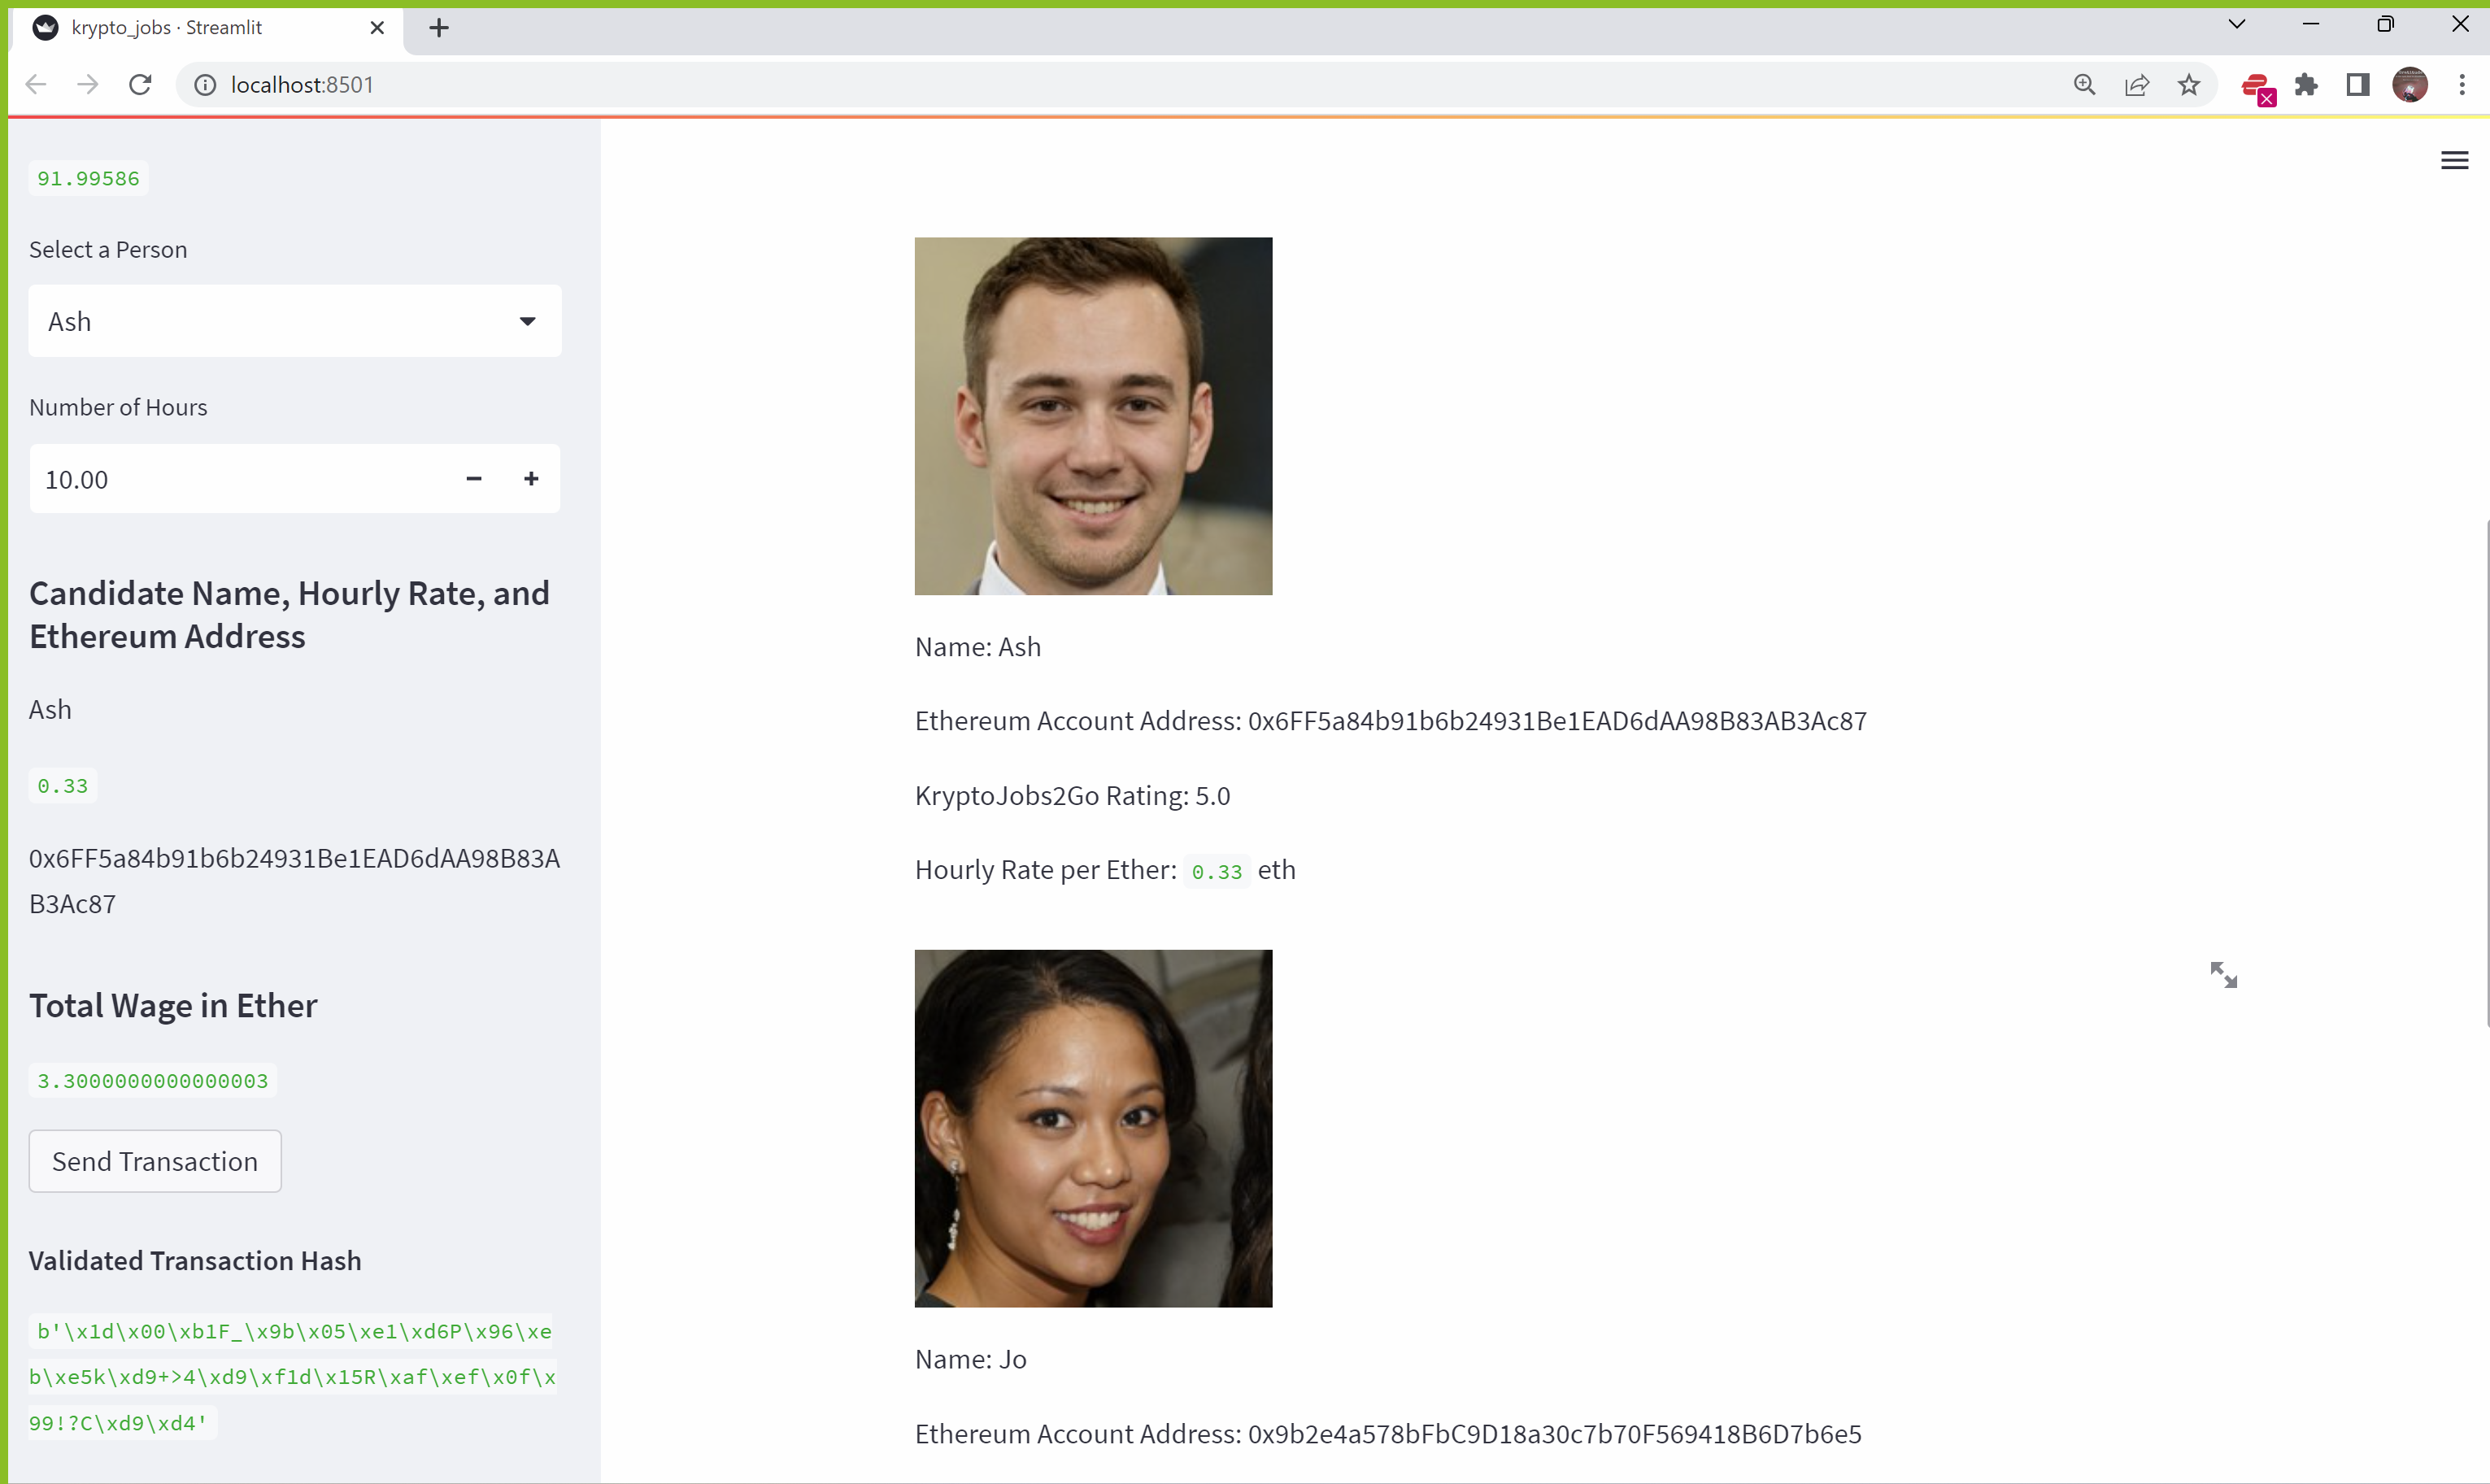 krypto_jobs · Streamlit
localhost:8501
91.99586
Select a Person
Ash
Number of Hours
10.00
Candidate Name, Hourly Rate, and
Ethereum Address
Ash
0.33
0x6FF5a84b91b6b24931Be1EAD6dAA98B83A
B3Ac87
Total Wage in Ether
3.3000000000000003
Send Transaction
Validated Transaction Hash
b'\x1d\x00\xb1F_\x9b\x05\xe1\xd6P\x96\xe
b\xe5k\xd9+>4\xd9\xf1d\x15R\xaf\xef\x0f\x
99!?C\xd9\xd4'
Name: Ash
Ethereum Account Address: 0x6FF5a84b91b6b24931Be1EAD6dAA98B83AB3Ac87
KryptoJobs2Go Rating: 5.0
Hourly Rate per Ether: 0.33 eth
Name: Jo
Ethereum Account Address: 0x9b2e4a578bFbC9D18a30c7b70F569418B6D7b6e5